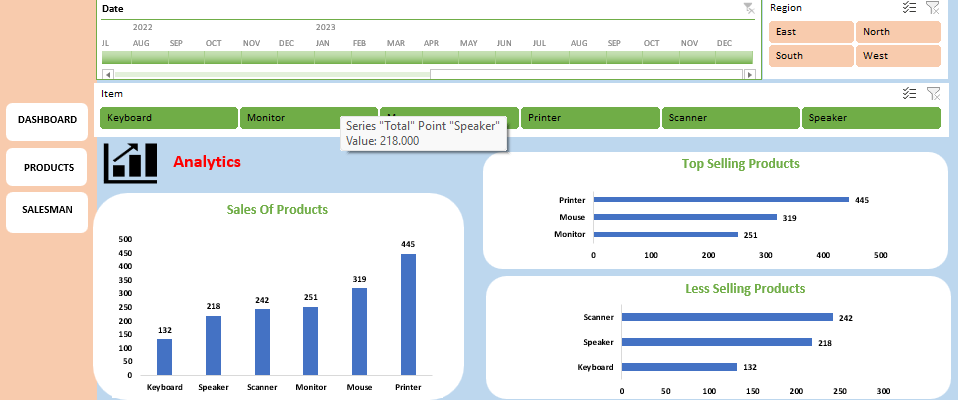 Date
2022 2023
JL AUG SEP OCT NOV DEC JAN FEB MAR APR MAY JUN JUL AUG SEP OCT NOV DEC
Region
East North
South West
Item
Keyboard Monitor Printer Scanner Speaker
Series "Total" Point "Speaker"
Value: 218.000
DASHBOARD
PRODUCTS
SALESMAN
Analytics
Sales Of Products
500
450
400
350
300
250
200
150
100
50
0
132 218 242 251 319 445
Keyboard Speaker Scanner Monitor Mouse Printer
Top Selling Products
Printer 445
Mouse 319
Monitor 251
0 100 200 300 400 500
Less Selling Products
Scanner 242
Speaker 218
Keyboard 132
0 50 100 150 200 250 300